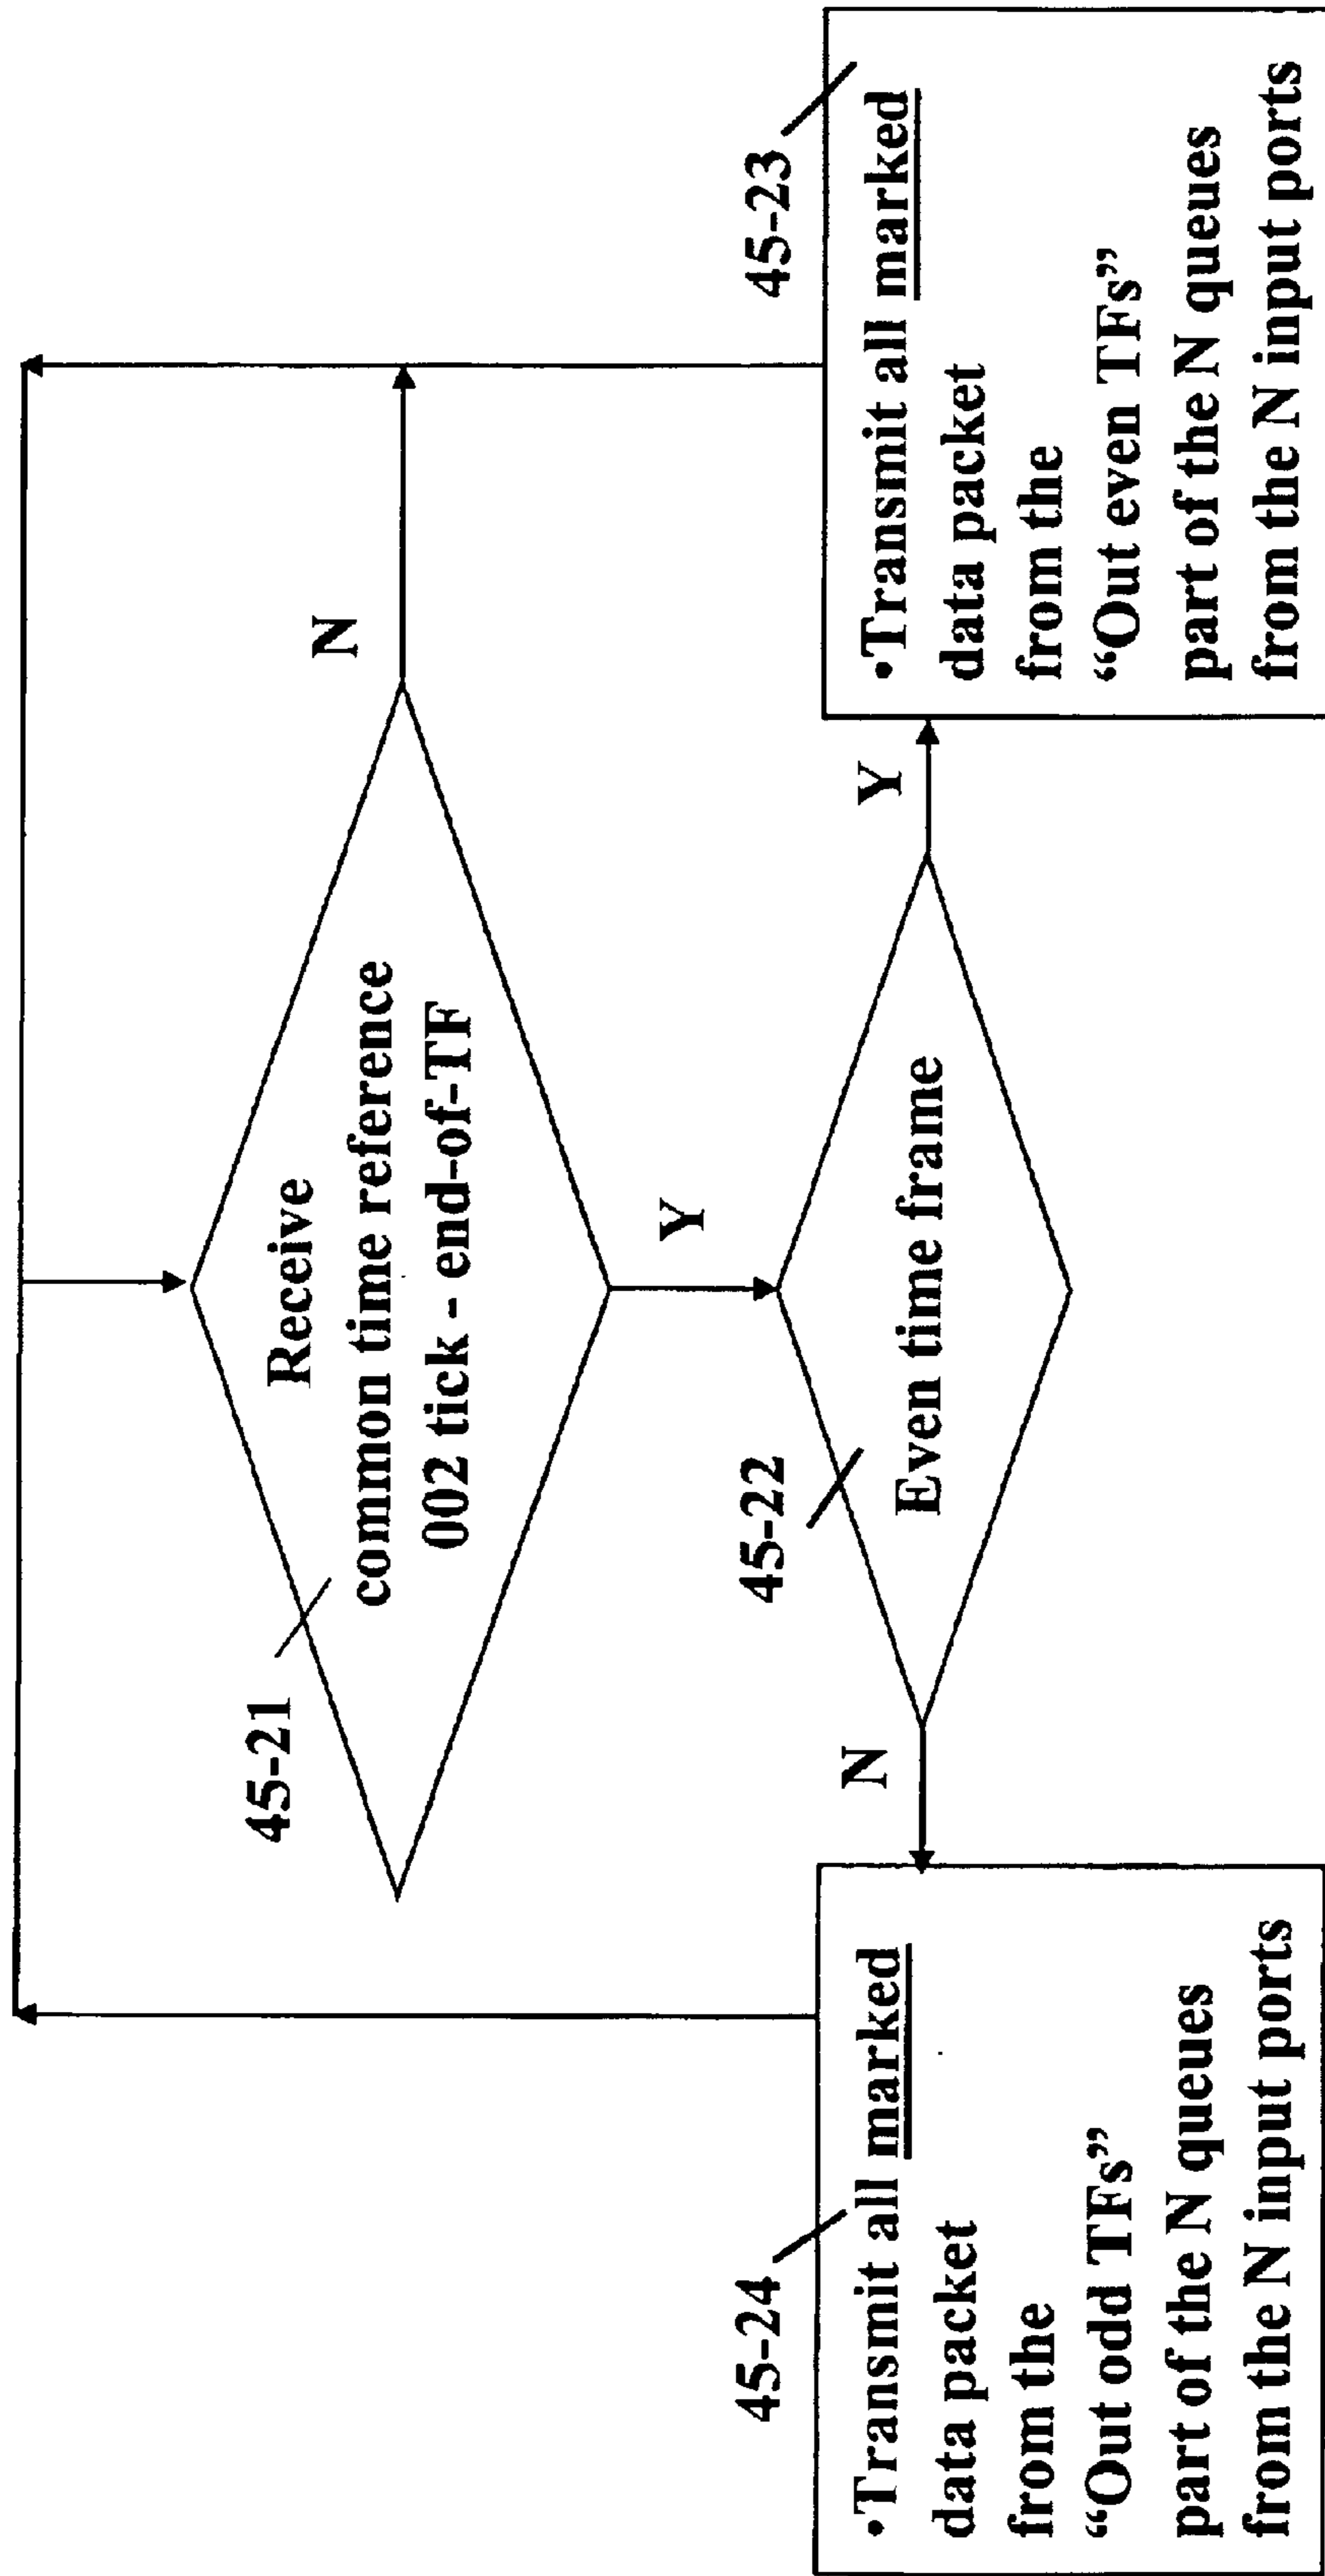 45-21
Receive
common time reference
002 tick - end-of-TF
N
Y
45-22
Even time frame
N
Y
45-24
•Transmit all marked
data packet
from the
“Out odd TFs”
part of the N queues
from the N input ports
45-23
•Transmit all marked
data packet
from the
“Out even TFs”
part of the N queues
from the N input ports